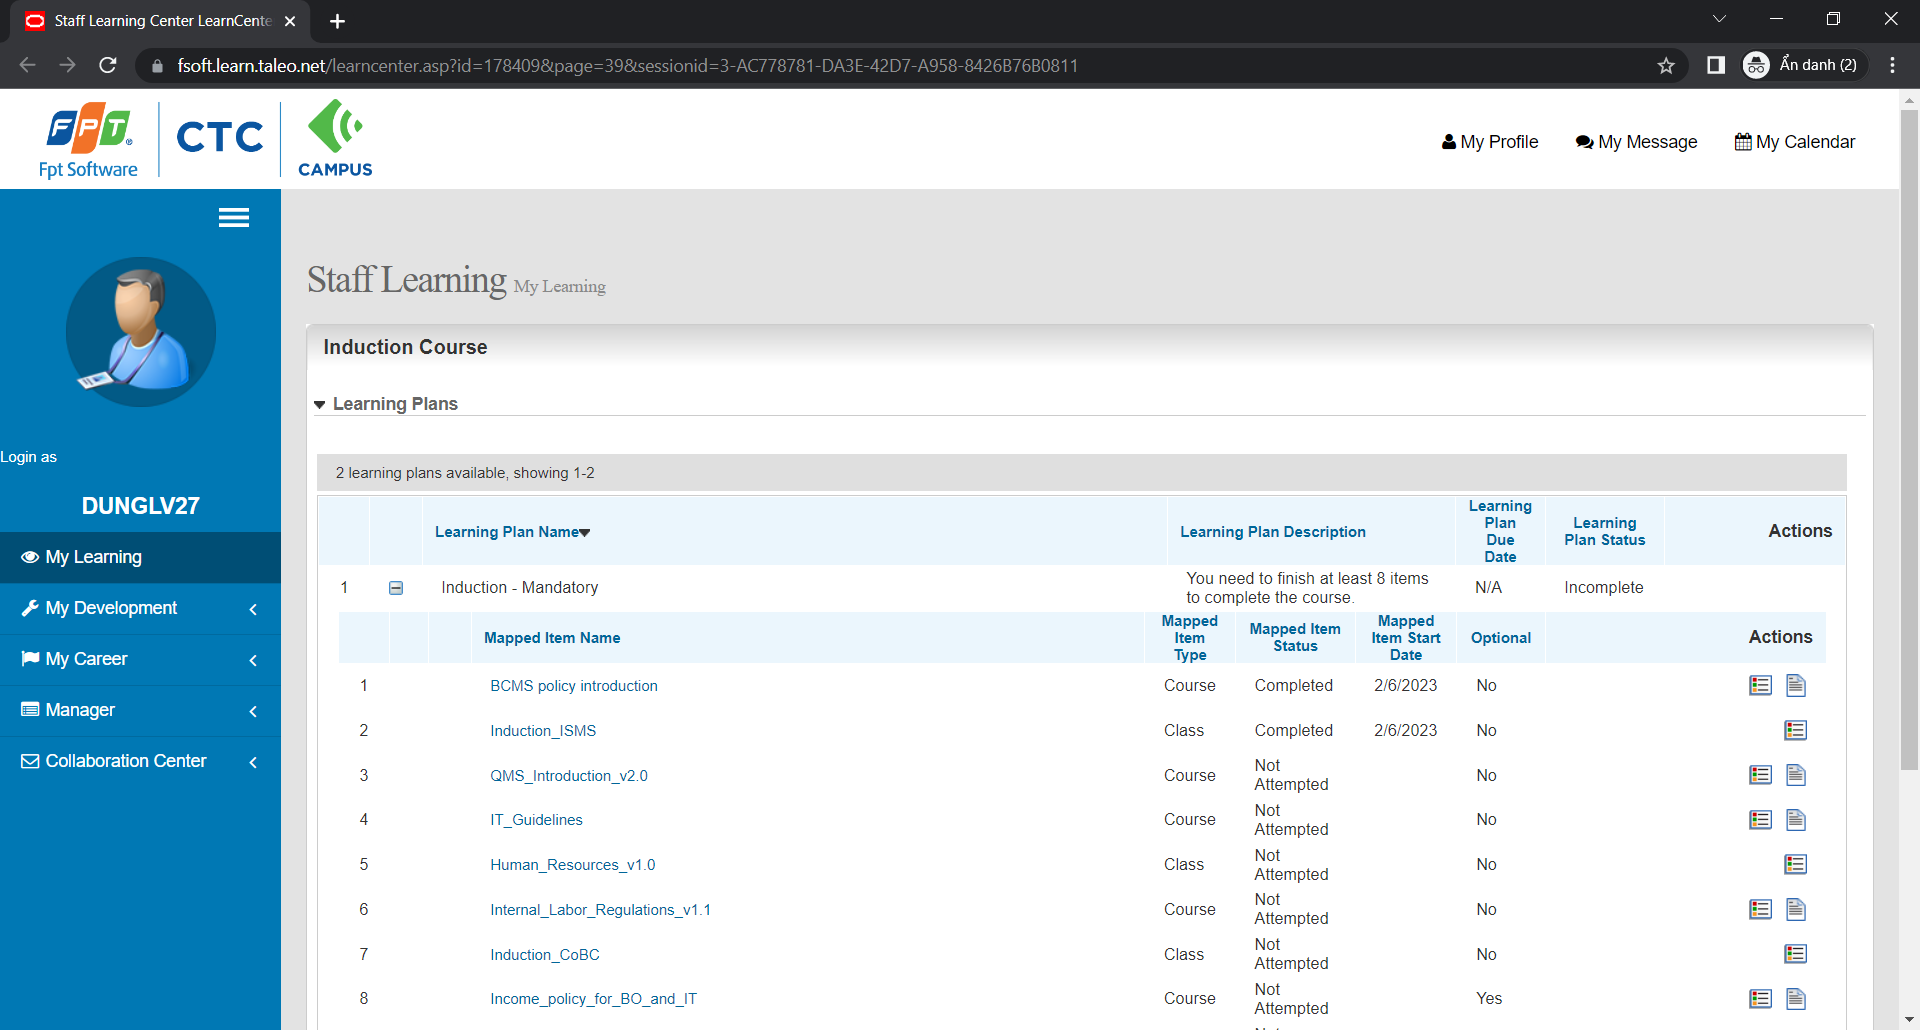 Staff Learning Center LearnCente
fsoft.learn.taleo.net/learncenter.asp?id=178409&page=39&sessionid=3-AC778781-DA3E-42D7-A958-8426B76B0811
Ẩn danh (2)
FPT
Fpt Software
CTC
CAMPUS
My Profile
My Message
My Calendar
Login as
DUNGLV27
My Learning
My Development
My Career
Manager
Collaboration Center
Staff Learning My Learning
Induction Course
Learning Plans
2 learning plans available, showing 1-2
Learning Plan Name
Learning Plan Description
Learning
Plan
Due
Date
Learning
Plan Status
Actions
1
Induction - Mandatory
You need to finish at least 8 items
to complete the course.
N/A
Incomplete
Mapped Item Name
Mapped
Item
Type
Mapped Item
Status
Mapped
Item Start
Date
Optional
Actions
1 BCMS policy introduction Course Completed 2/6/2023 No
2 Induction_ISMS Class Completed 2/6/2023 No
3 QMS_Introduction_v2.0 Course Not
Attempted No
4 IT_Guidelines Course Not
Attempted No
5 Human_Resources_v1.0 Class Not
Attempted No
6 Internal_Labor_Regulations_v1.1 Course Not
Attempted No
7 Induction_CoBC Class Not
Attempted No
8 Income_policy_for_BO_and_IT Course Not
Attempted Yes